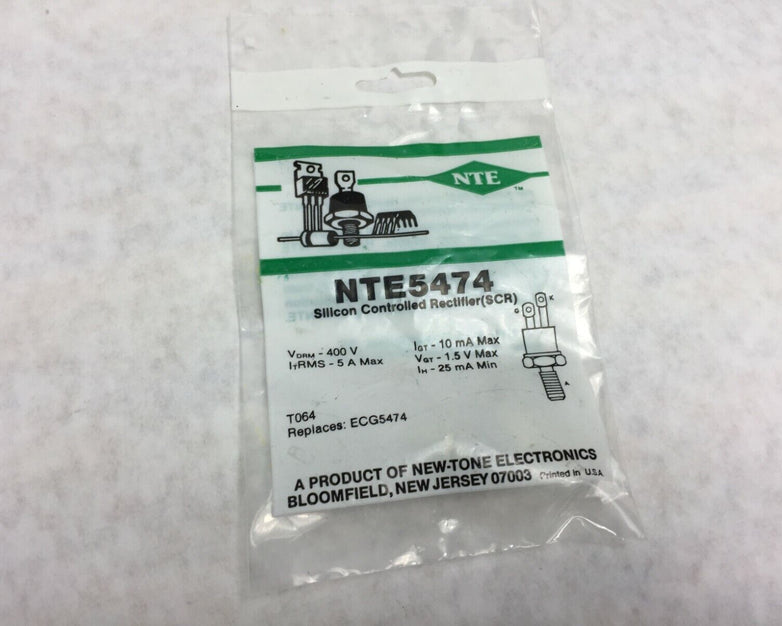 NTE
TM
NTE5474
Silicon Controlled Rectifier(SCR)
VDRM - 400 V
ITRMS - 5 A Max
IGT - 10 mA Max
VGT - 1.5 V Max
IH - 25 mA Min
G
K
A
T064
Replaces: ECG5474
A PRODUCT OF NEW-TONE ELECTRONICS
BLOOMFIELD, NEW JERSEY 07003 Printed in U.S.A